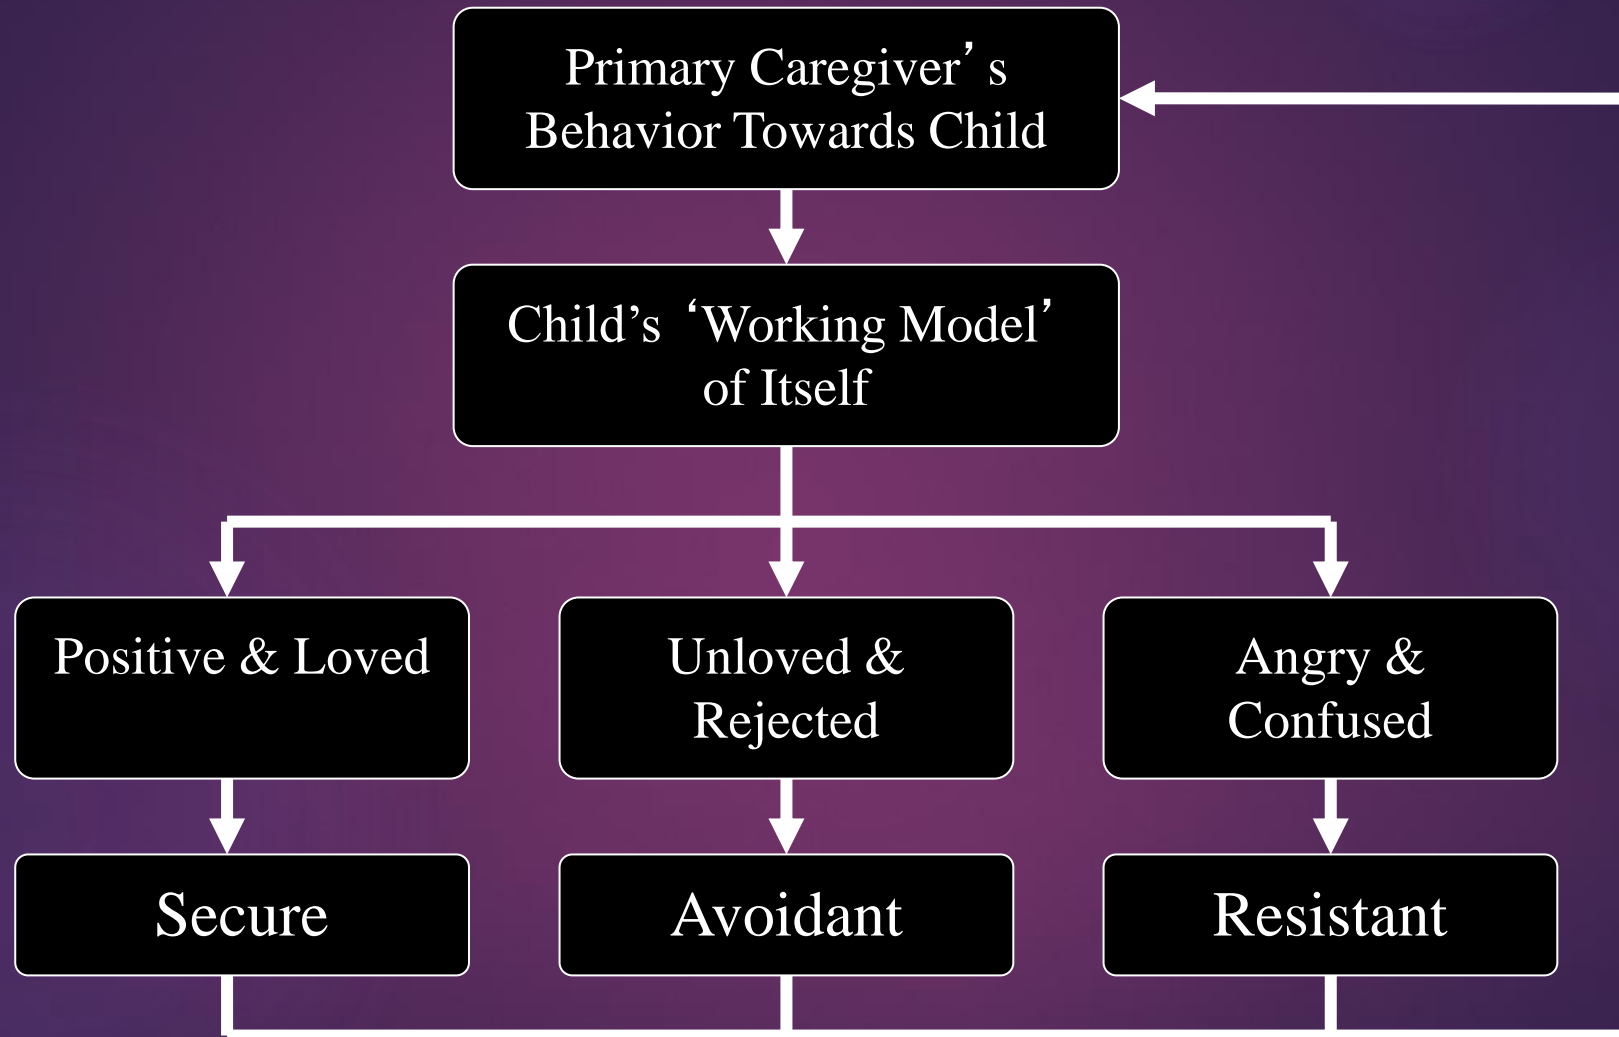 Primary Caregiver’s
Behavior Towards Child
Child’s ‘Working Model’
of Itself
Positive & Loved
Unloved &
Rejected
Angry &
Confused
Secure
Avoidant
Resistant